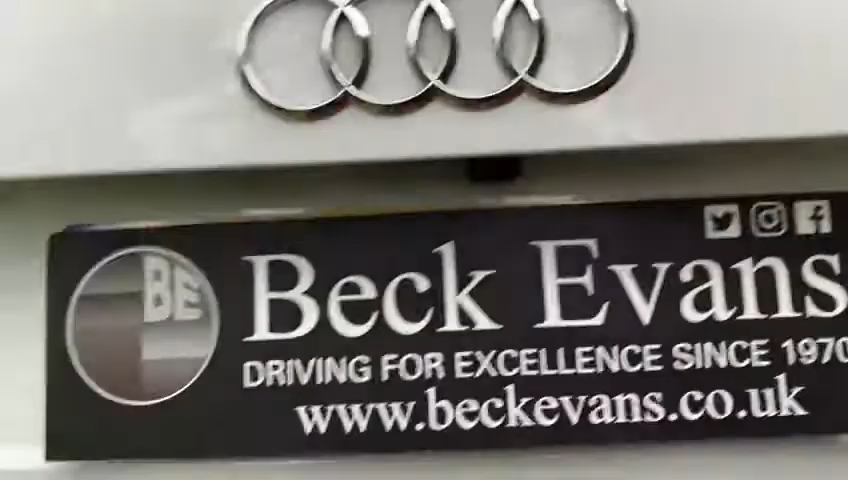 BE
Beck Evans
DRIVING FOR EXCELLENCE SINCE 1970
www.beckevans.co.uk